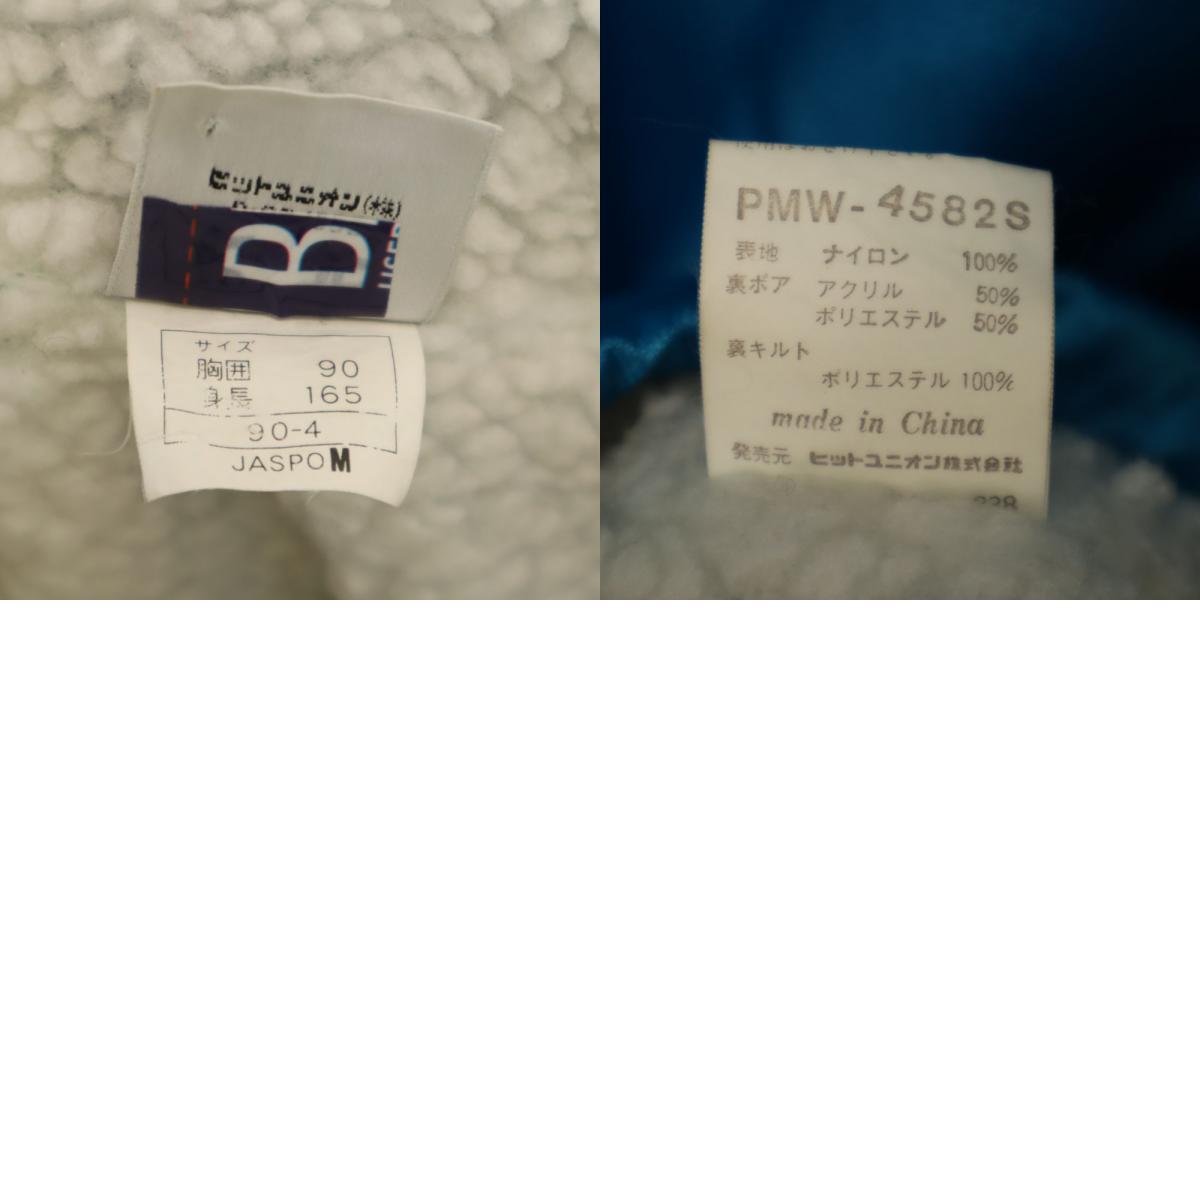 ヒットユニオン(株)
B
サイズ
胸囲 90
身長 165
90-4
JASPO M
PMW-4582S
表地 ナイロン 100%
裏ボア アクリル 50%
ポリエステル 50%
裏キルト
ポリエステル 100%
made in China
発売元 ヒットユニオン株式会社
338